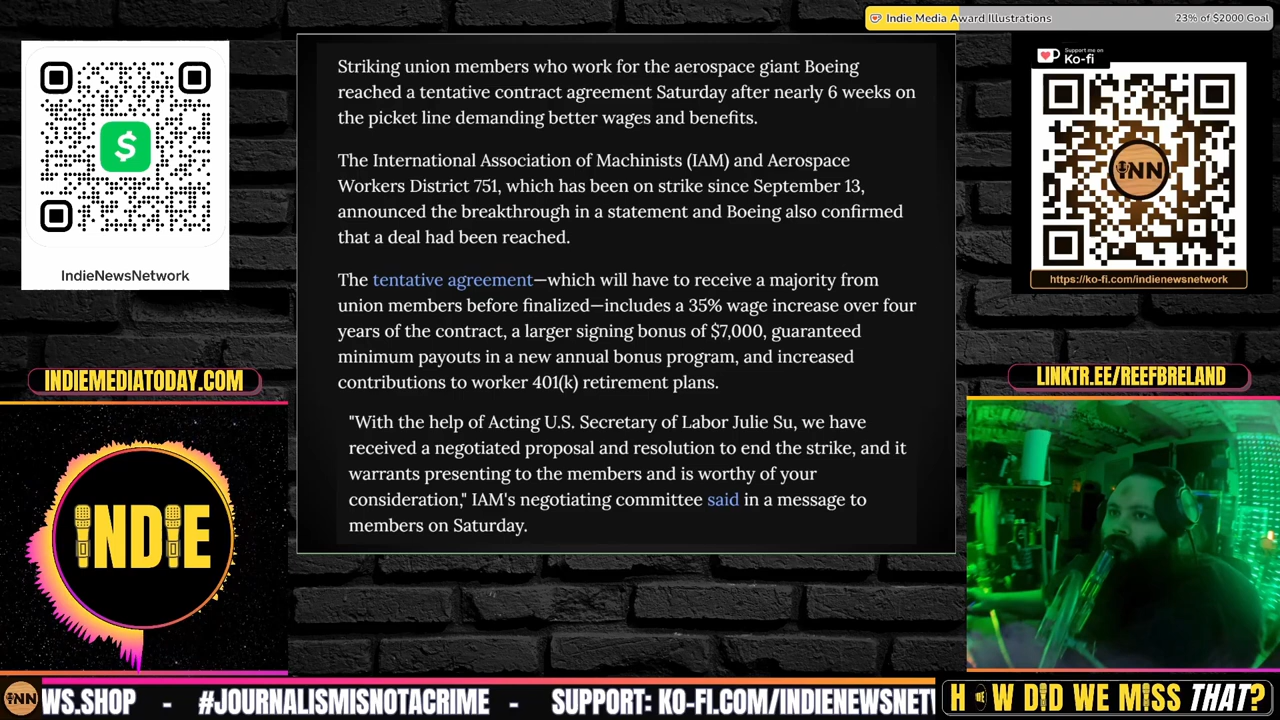 Indie Media Award Illustrations
23% of $2000 Goal
IndieNewsNetwork
INDIEMEDIATODAY.COM
INDIE
Striking union members who work for the aerospace giant Boeing
reached a tentative contract agreement Saturday after nearly 6 weeks on
the picket line demanding better wages and benefits.
The International Association of Machinists (IAM) and Aerospace
Workers District 751, which has been on strike since September 13,
announced the breakthrough in a statement and Boeing also confirmed
that a deal had been reached.
The tentative agreement—which will have to receive a majority from
union members before finalized—includes a 35% wage increase over four
years of the contract, a larger signing bonus of $7,000, guaranteed
minimum payouts in a new annual bonus program, and increased
contributions to worker 401(k) retirement plans.
"With the help of Acting U.S. Secretary of Labor Julie Su, we have
received a negotiated proposal and resolution to end the strike, and it
warrants presenting to the members and is worthy of your
consideration," IAM's negotiating committee said in a message to
members on Saturday.
Support me on
Ko-fi
INN
https://ko-fi.com/indienewsnetwork
LINKTR.EE/REEFBRELAND
INN
WS.SHOP - #JOURNALISMISNOTACRIME - SUPPORT: KO-FI.COM/INDIENEWSNETW
HOW DID WE MISS THAT?